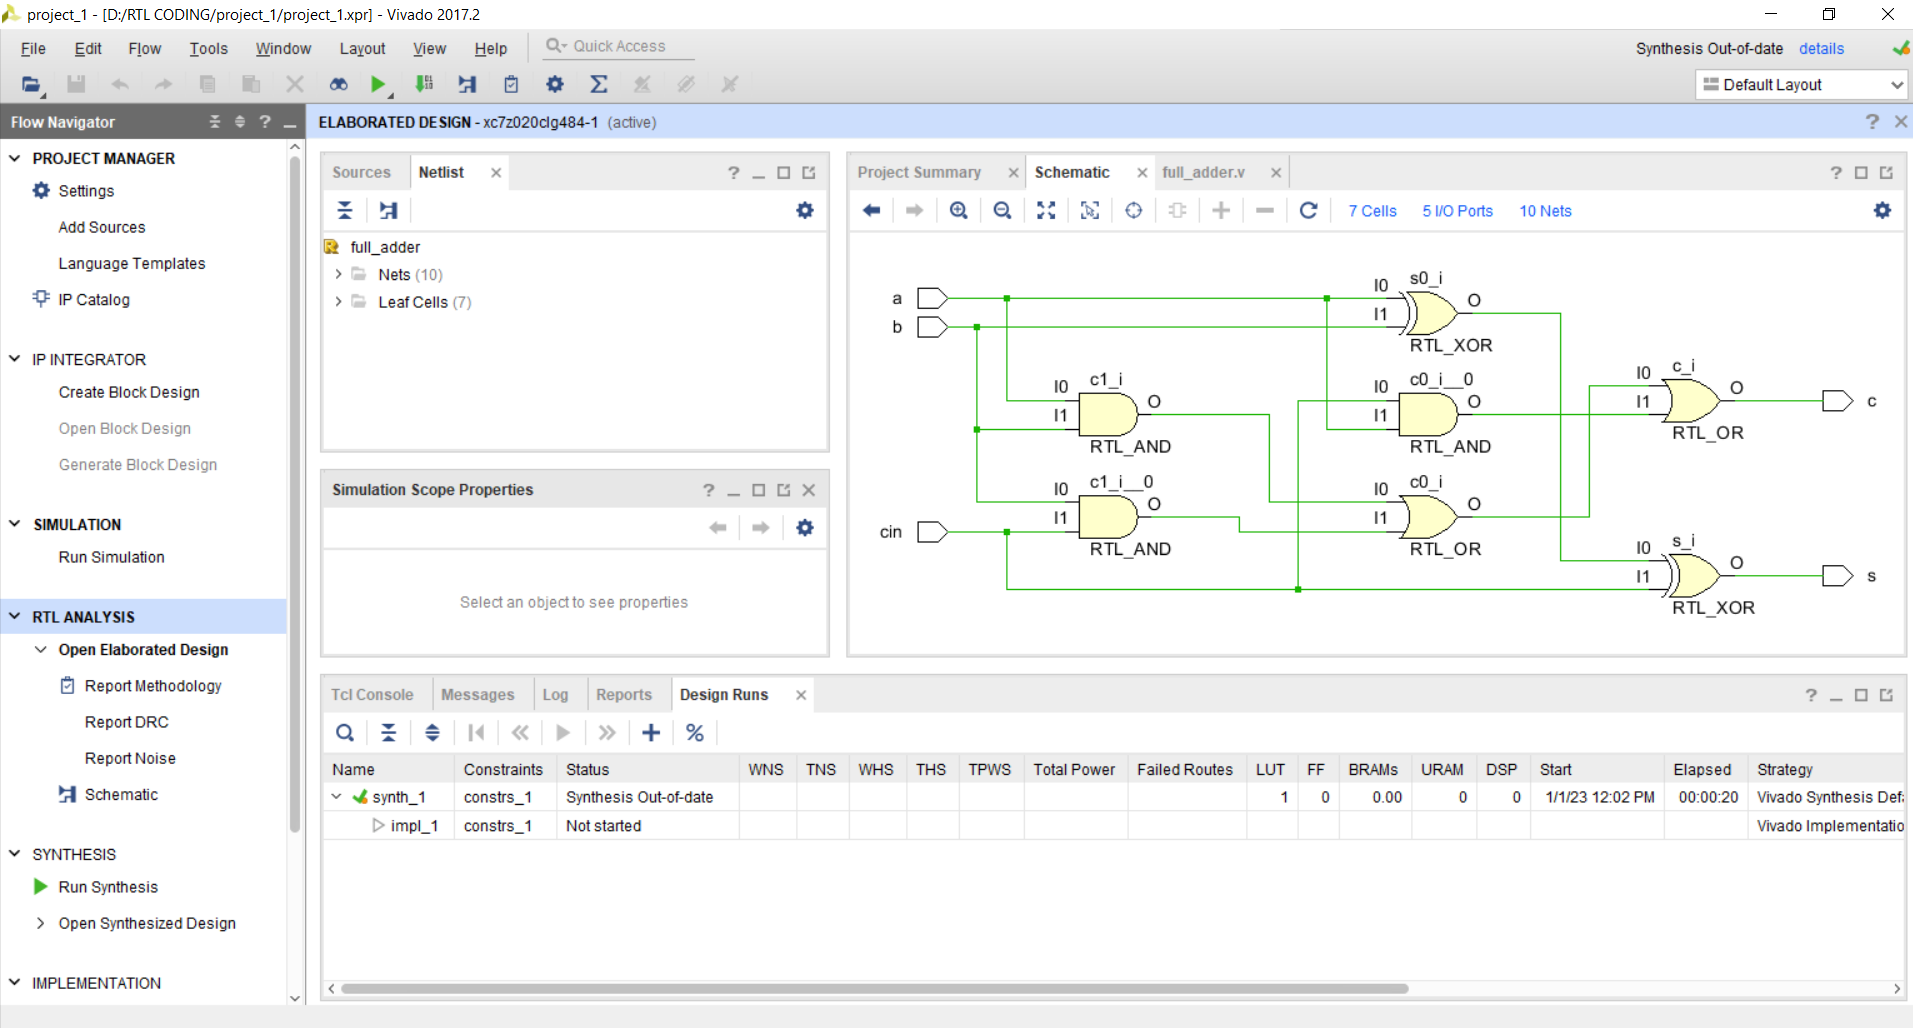 project_1 - [D:/RTL CODING/project_1/project_1.xpr] - Vivado 2017.2
File Edit Flow Tools Window Layout View Help Quick Access
Synthesis Out-of-date details
Default Layout
Flow Navigator
PROJECT MANAGER
Settings
Add Sources
Language Templates
IP Catalog
IP INTEGRATOR
Create Block Design
Open Block Design
Generate Block Design
SIMULATION
Run Simulation
RTL ANALYSIS
Open Elaborated Design
Report Methodology
Report DRC
Report Noise
Schematic
SYNTHESIS
Run Synthesis
Open Synthesized Design
IMPLEMENTATION
ELABORATED DESIGN - xc7z020clg484-1 (active)
Sources Netlist
full_adder
Nets (10)
Leaf Cells (7)
Simulation Scope Properties
Select an object to see properties
Project Summary Schematic full_adder.v
7 Cells 5 I/O Ports 10 Nets
a
b
cin
I0 s0_i O
I1
RTL_XOR
I0 c1_i O
I1
RTL_AND
I0 c0_i__0 O
I1
RTL_AND
I0 c_i O
I1
RTL_OR
c
I0 c1_i__0 O
I1
RTL_AND
I0 c0_i O
I1
RTL_OR
I0 s_i O
I1
RTL_XOR
s
Tcl Console Messages Log Reports Design Runs
Name Constraints Status WNS TNS WHS THS TPWS Total Power Failed Routes LUT FF BRAMs URAM DSP Start Elapsed Strategy
synth_1 constrs_1 Synthesis Out-of-date 1 0 0.00 0 0 1/1/23 12:02 PM 00:00:20 Vivado Synthesis Def
impl_1 constrs_1 Not started Vivado Implementatio